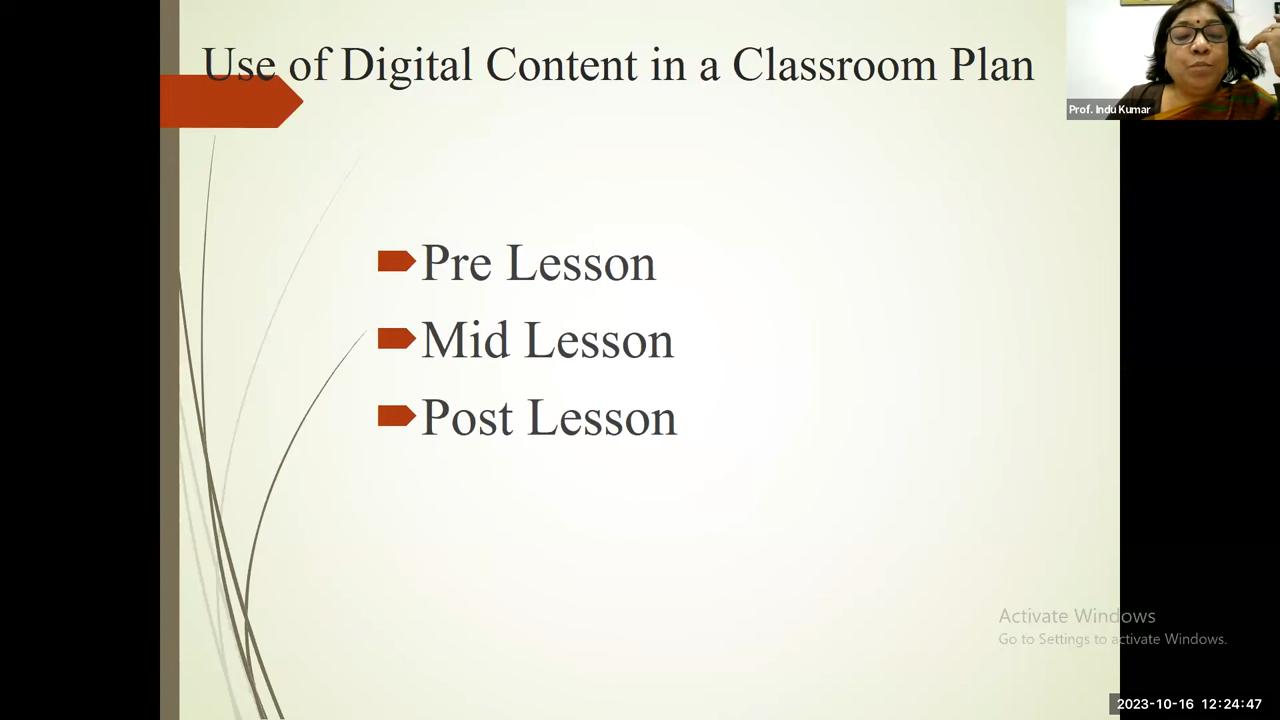 Use of Digital Content in a Classroom Plan
Prof. Indu Kumar
Pre Lesson
Mid Lesson
Post Lesson
Activate Windows
Go to Settings to activate Windows.
2023-10-16 12:24:47